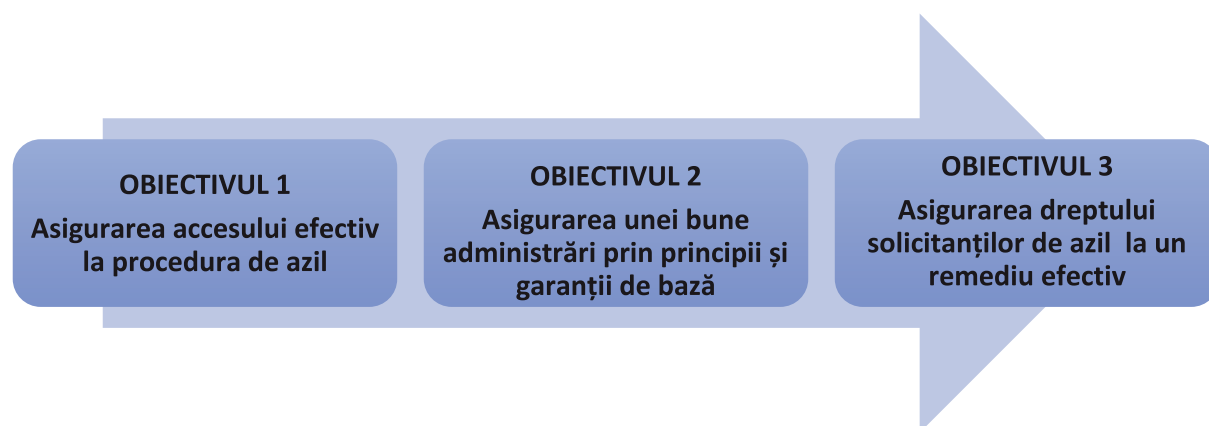 OBIECTIVUL 1
Asigurarea accesului efectiv
la procedura de azil
OBIECTIVUL 2
Asigurarea unei bune
administrări prin principii și
garanții de bază
OBIECTIVUL 3
Asigurarea dreptului
solicitanților de azil  la un
remediu efectiv